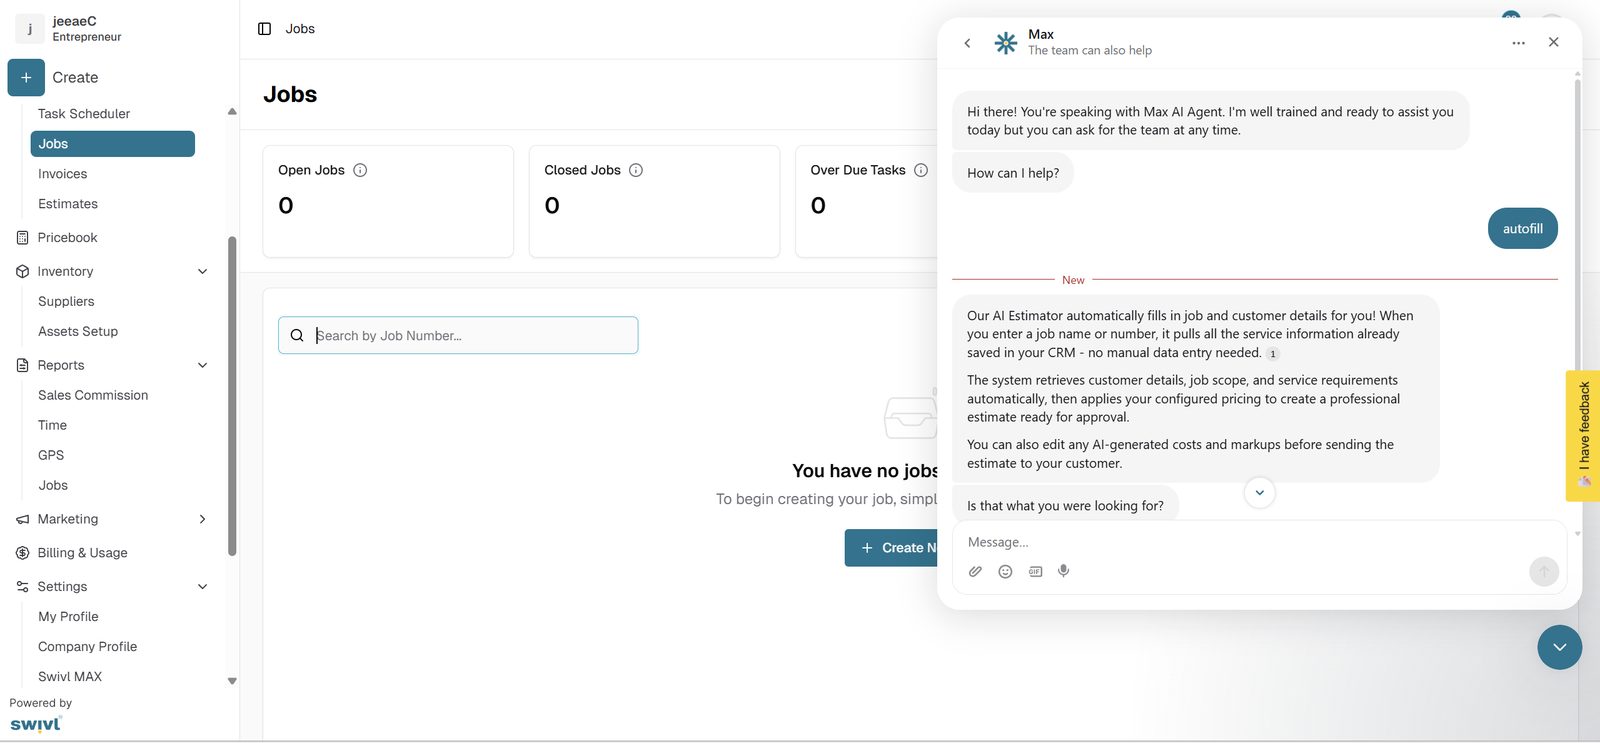 j
jeeaeC
Entrepreneur
Create
Task Scheduler
Jobs
Invoices
Estimates
Pricebook
Inventory
Suppliers
Assets Setup
Reports
Sales Commission
Time
GPS
Jobs
Marketing
Billing & Usage
Settings
My Profile
Company Profile
Swivl MAX
Powered by
swivl
Jobs
Jobs
Open Jobs
0
Closed Jobs
0
Over Due Tasks
0
Search by Job Number...
You have no jobs
To begin creating your job, simpl
Create N
Max
The team can also help
Hi there! You're speaking with Max AI Agent. I'm well trained and ready to assist you
today but you can ask for the team at any time.
How can I help?
autofill
New
Our AI Estimator automatically fills in job and customer details for you! When
you enter a job name or number, it pulls all the service information already
saved in your CRM - no manual data entry needed. 1
The system retrieves customer details, job scope, and service requirements
automatically, then applies your configured pricing to create a professional
estimate ready for approval.
You can also edit any AI-generated costs and markups before sending the
estimate to your customer.
Is that what you were looking for?
Message...
GIF
I have feedback